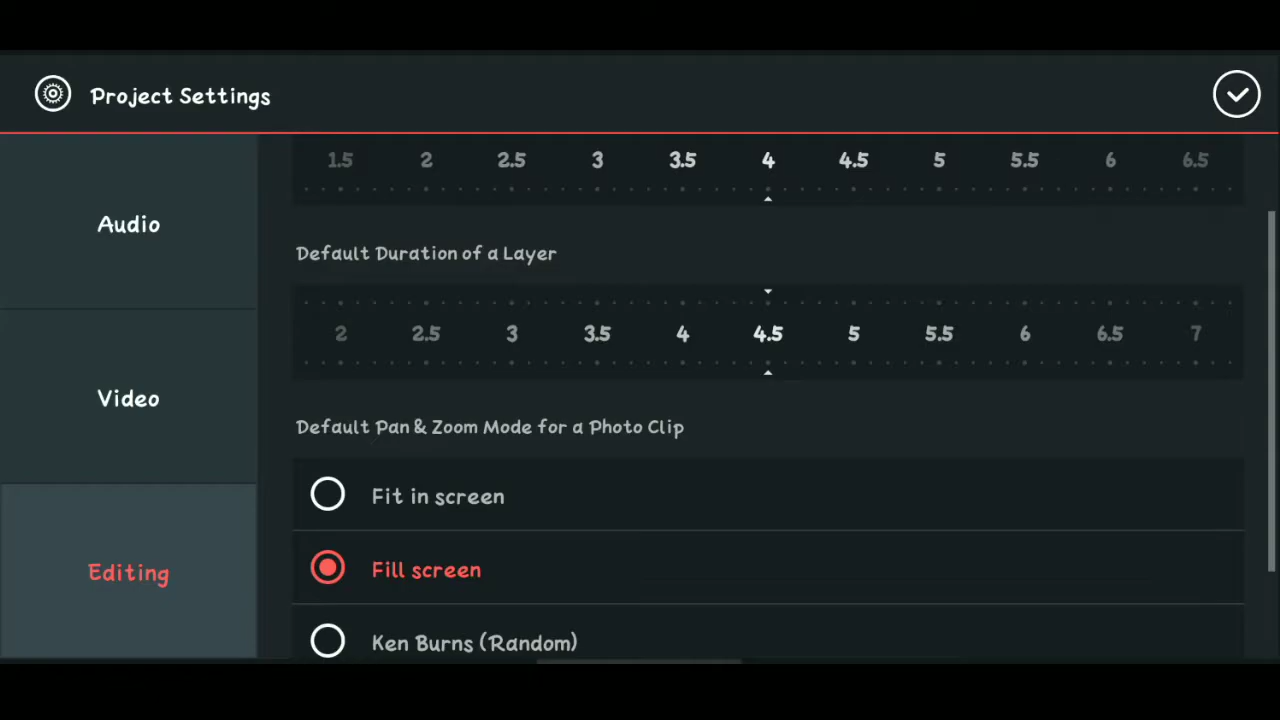 Project Settings
1.5 2 2.5 3 3.5 4 4.5 5 5.5 6 6.5
Audio
Default Duration of a Layer
2 2.5 3 3.5 4 4.5 5 5.5 6 6.5 7
Video
Default Pan & Zoom Mode for a Photo Clip
Fit in screen
Fill screen
Editing
Ken Burns (Random)